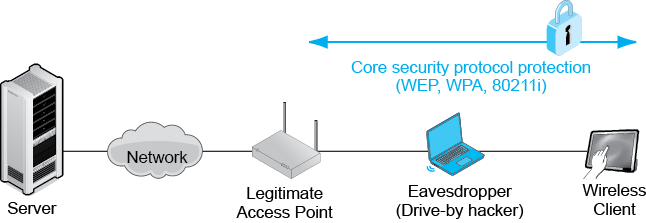 Core security protocol protection
(WEP, WPA, 80211i)
Network
Server
Legitimate
Access Point
Eavesdropper
(Drive-by hacker)
Wireless
Client